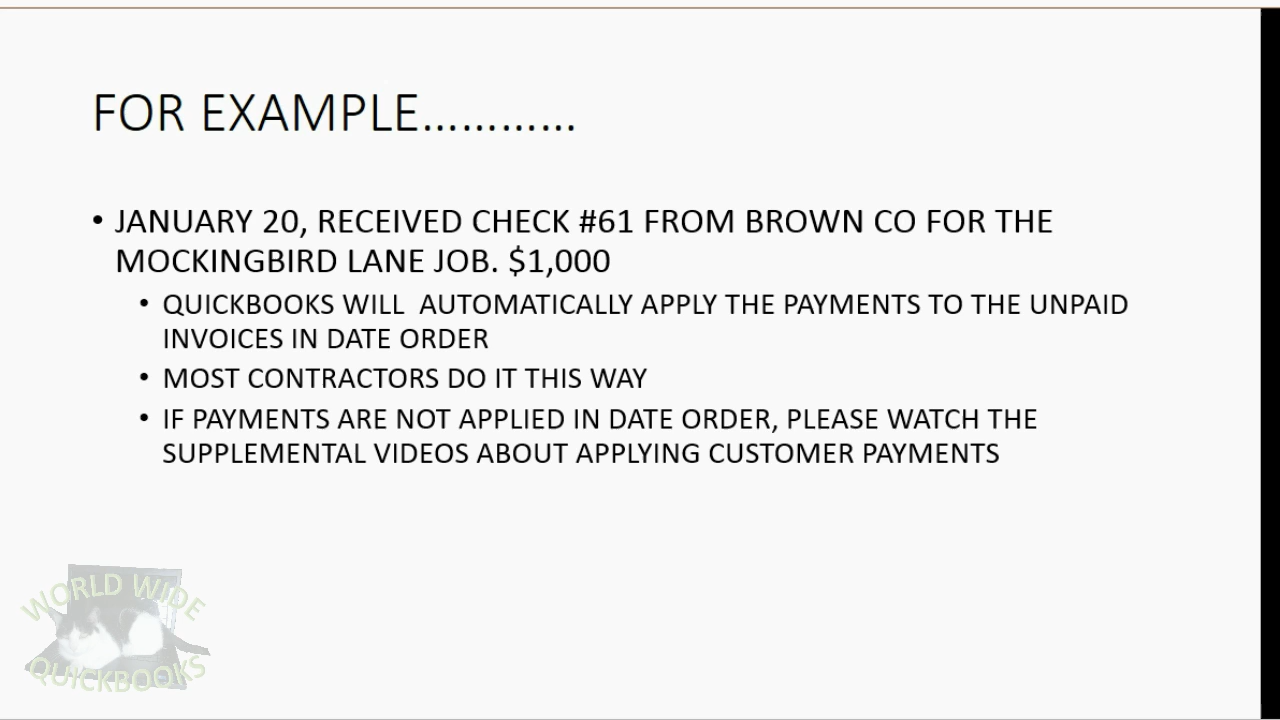 FOR EXAMPLE…………
• JANUARY 20, RECEIVED CHECK #61 FROM BROWN CO FOR THE
MOCKINGBIRD LANE JOB. $1,000
• QUICKBOOKS WILL  AUTOMATICALLY APPLY THE PAYMENTS TO THE UNPAID
INVOICES IN DATE ORDER
• MOST CONTRACTORS DO IT THIS WAY
• IF PAYMENTS ARE NOT APPLIED IN DATE ORDER, PLEASE WATCH THE
SUPPLEMENTAL VIDEOS ABOUT APPLYING CUSTOMER PAYMENTS
WORLD WIDE
QUICKBOOKS